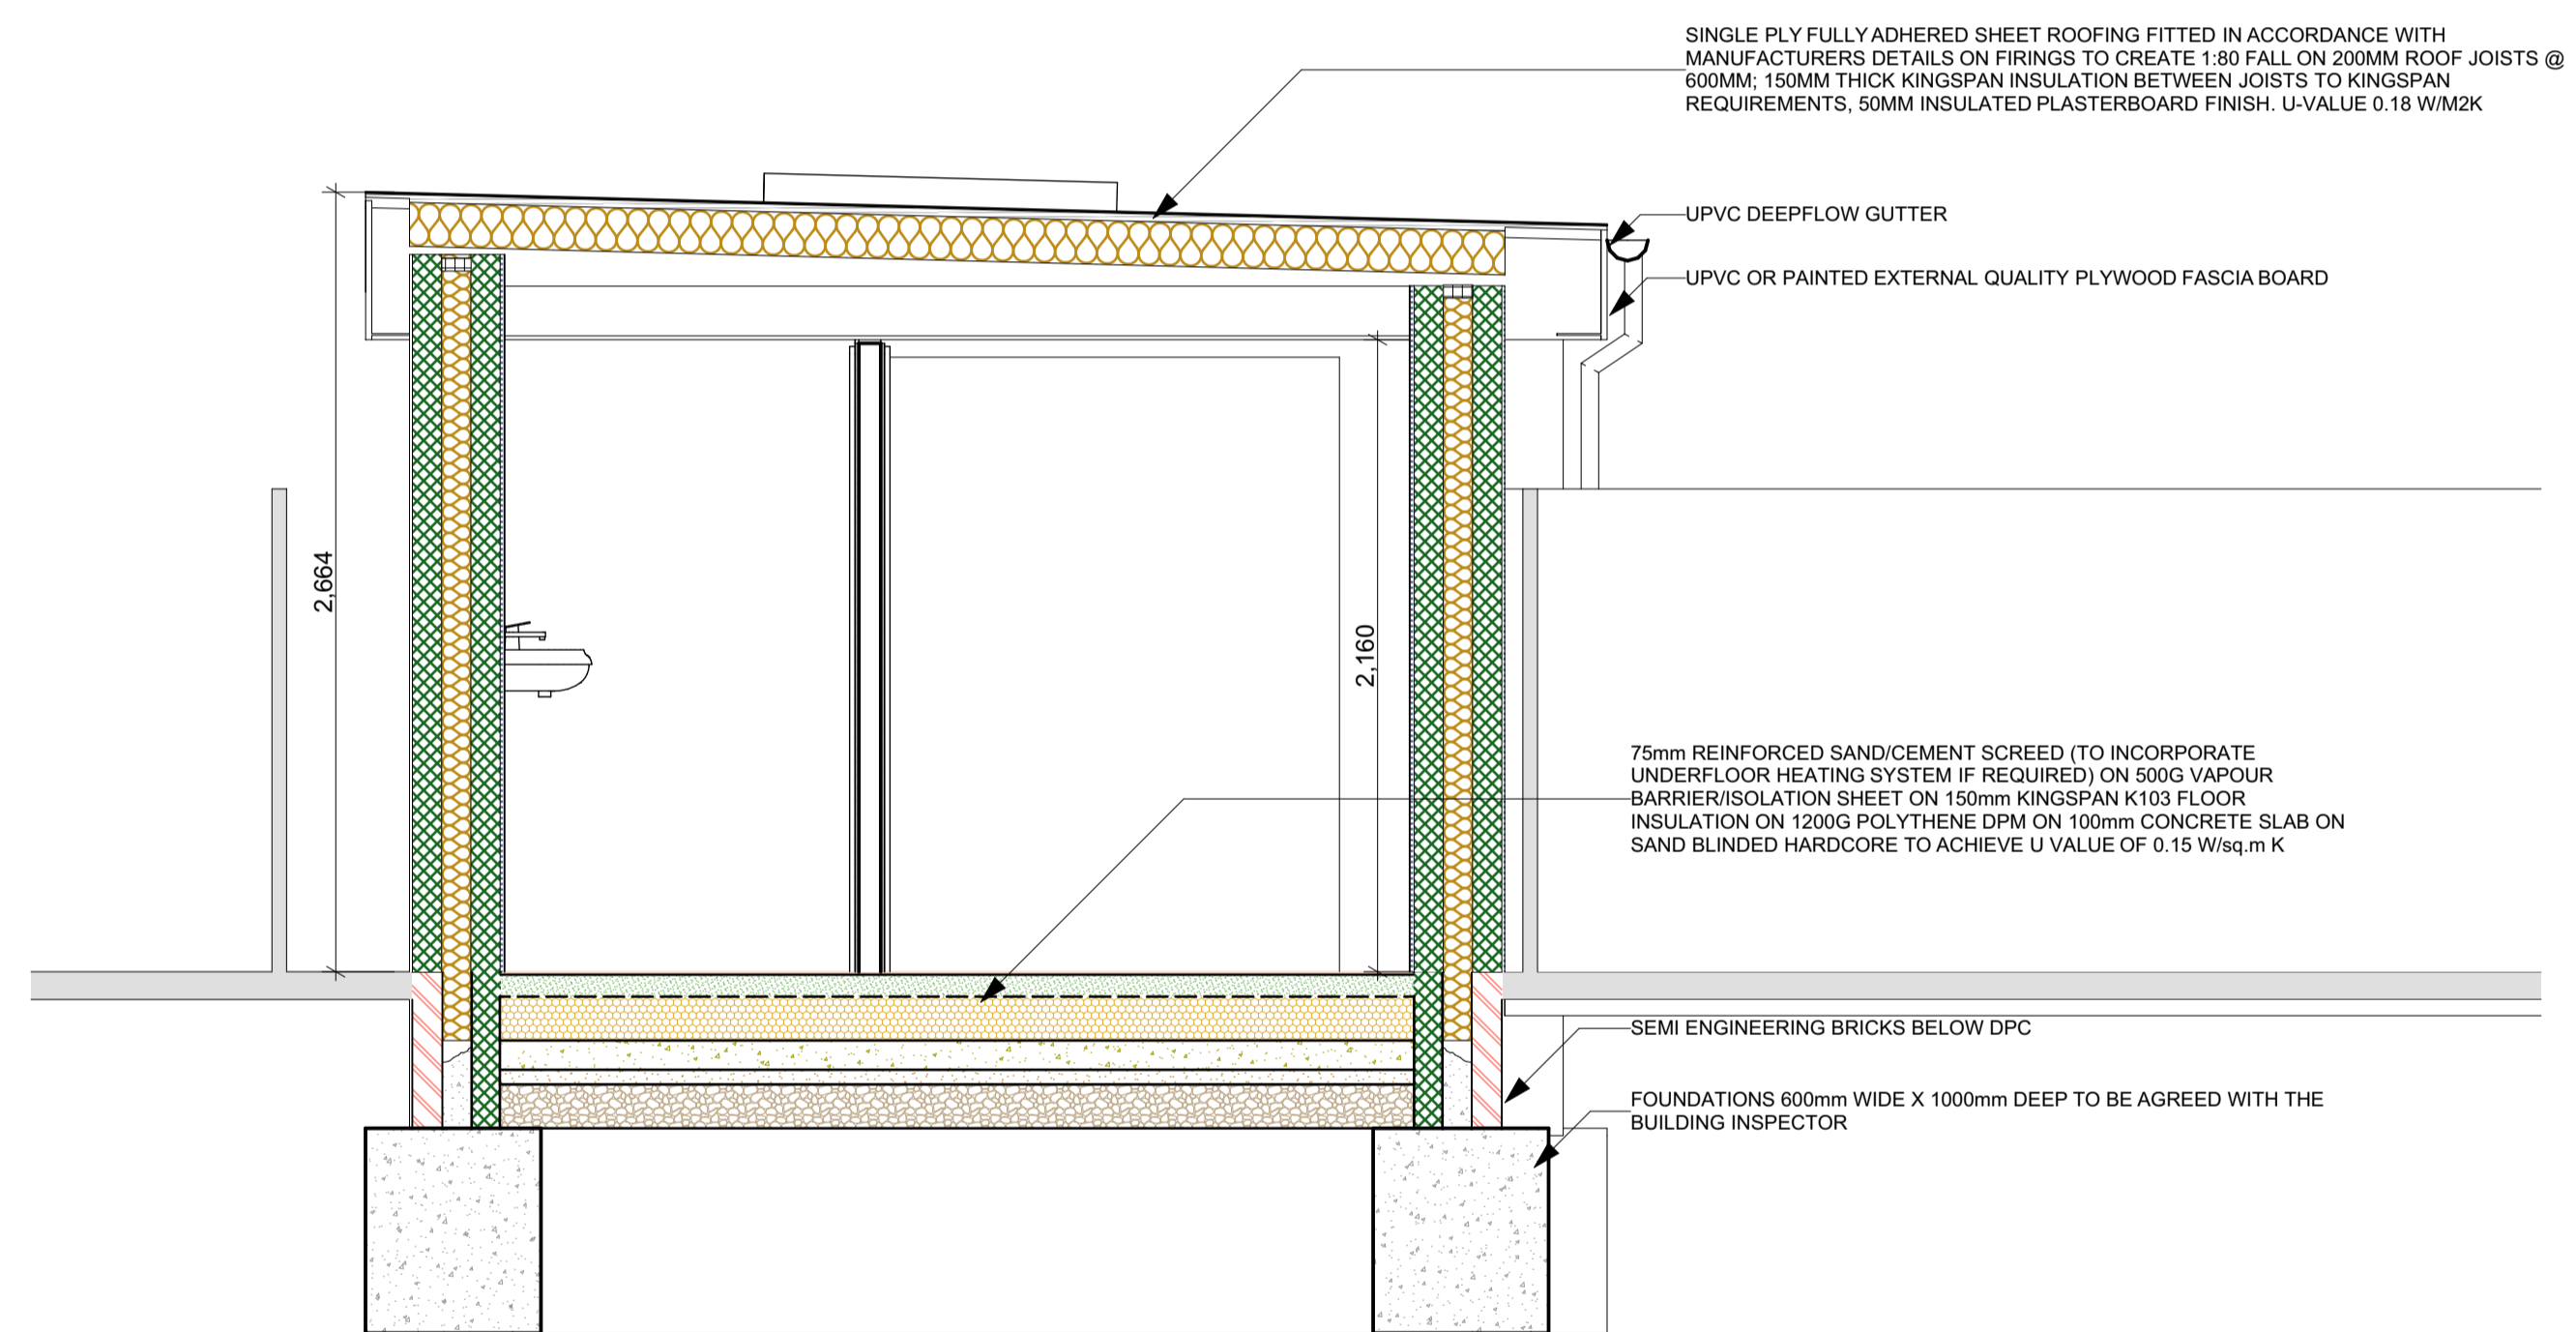 SINGLE PLY FULLY ADHERED SHEET ROOFING FITTED IN ACCORDANCE WITH
MANUFACTURERS DETAILS ON FIRINGS TO CREATE 1:80 FALL ON 200MM ROOF JOISTS @
600MM; 150MM THICK KINGSPAN INSULATION BETWEEN JOISTS TO KINGSPAN
REQUIREMENTS, 50MM INSULATED PLASTERBOARD FINISH. U-VALUE 0.18 W/M2K
UPVC DEEPFLOW GUTTER
UPVC OR PAINTED EXTERNAL QUALITY PLYWOOD FASCIA BOARD
2,664
2,160
75mm REINFORCED SAND/CEMENT SCREED (TO INCORPORATE
UNDERFLOOR HEATING SYSTEM IF REQUIRED) ON 500G VAPOUR
BARRIER/ISOLATION SHEET ON 150mm KINGSPAN K103 FLOOR
INSULATION ON 1200G POLYTHENE DPM ON 100mm CONCRETE SLAB ON
SAND BLINDED HARDCORE TO ACHIEVE U VALUE OF 0.15 W/sq.m K
SEMI ENGINEERING BRICKS BELOW DPC
FOUNDATIONS 600mm WIDE X 1000mm DEEP TO BE AGREED WITH THE
BUILDING INSPECTOR